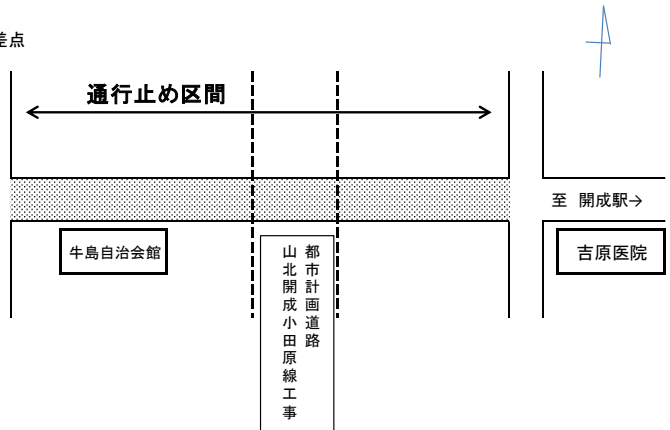 差点
通行止め区間
至 開成駅→
牛島自治会館
吉原医院
都市計画道路
山北開成小田原線工事